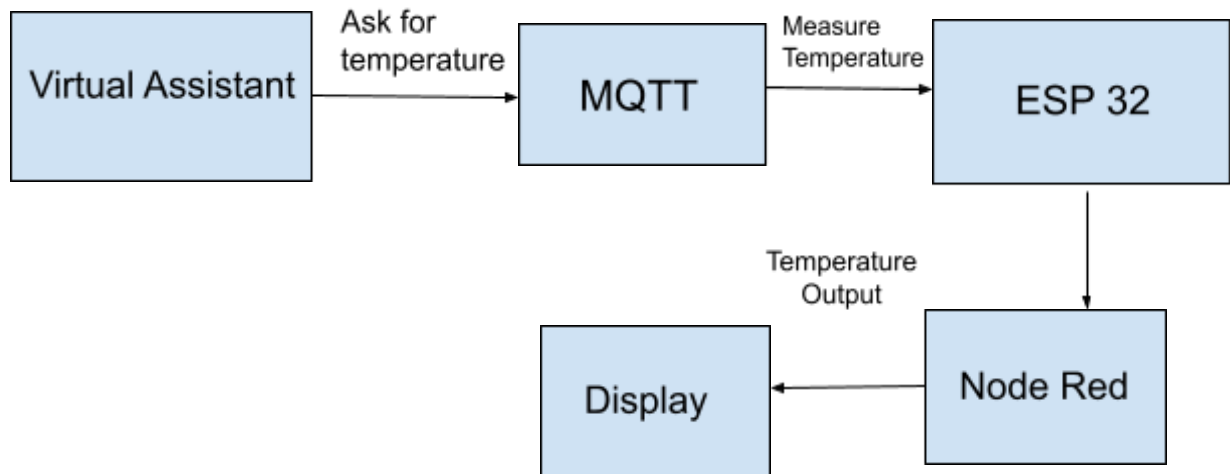 Virtual Assistant
Ask for
temperature
MQTT
Measure
Temperature
ESP 32
Temperature
Output
Node Red
Display